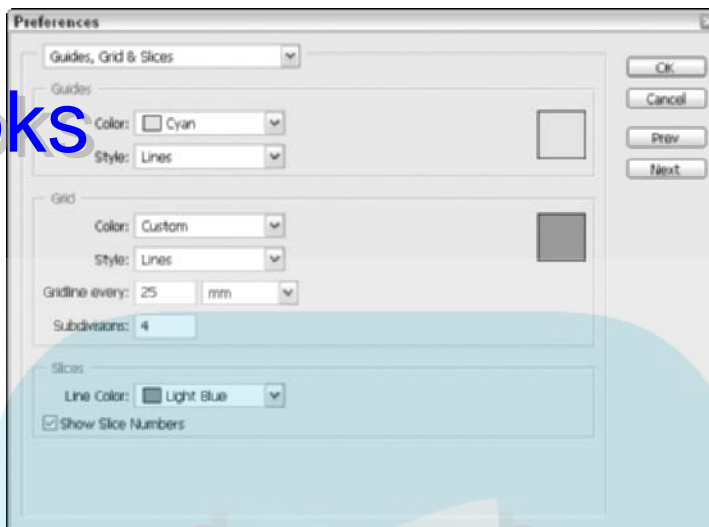 Preferences
Guides, Grid & Slices
OK
Cancel
Prev
Next
Guides
Color: Cyan
Style: Lines
oks
Grid
Color: Custom
Style: Lines
Gridline every: 25 mm
Subdivisions: 4
Slices
Line Color: Light Blue
Show Slice Numbers